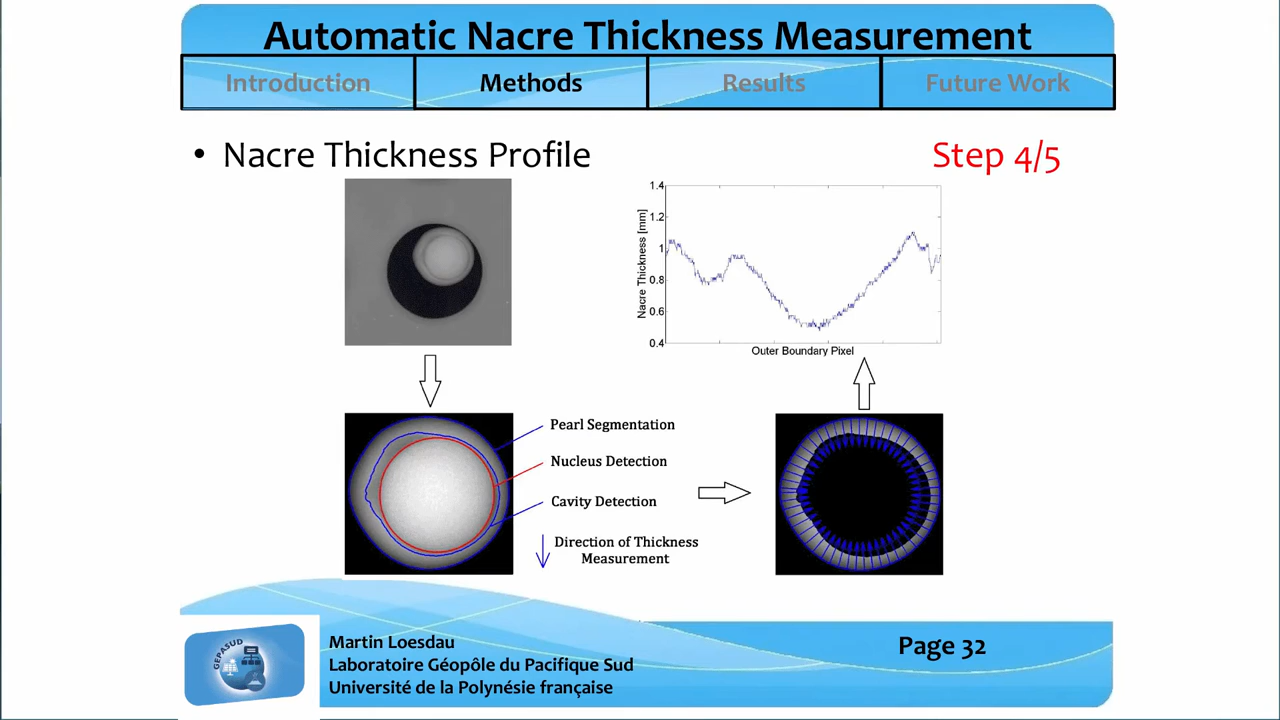 Automatic Nacre Thickness Measurement
Introduction
Methods
Results
Future Work
• Nacre Thickness Profile
Step 4/5
1.4
1.2
1
0.8
0.6
0.4
Nacre Thickness [mm]
Outer Boundary Pixel
Pearl Segmentation
Nucleus Detection
Cavity Detection
Direction of Thickness
Measurement
GEPASUD
Martin Loesdau
Laboratoire Géopôle du Pacifique Sud
Université de la Polynésie française
Page 32